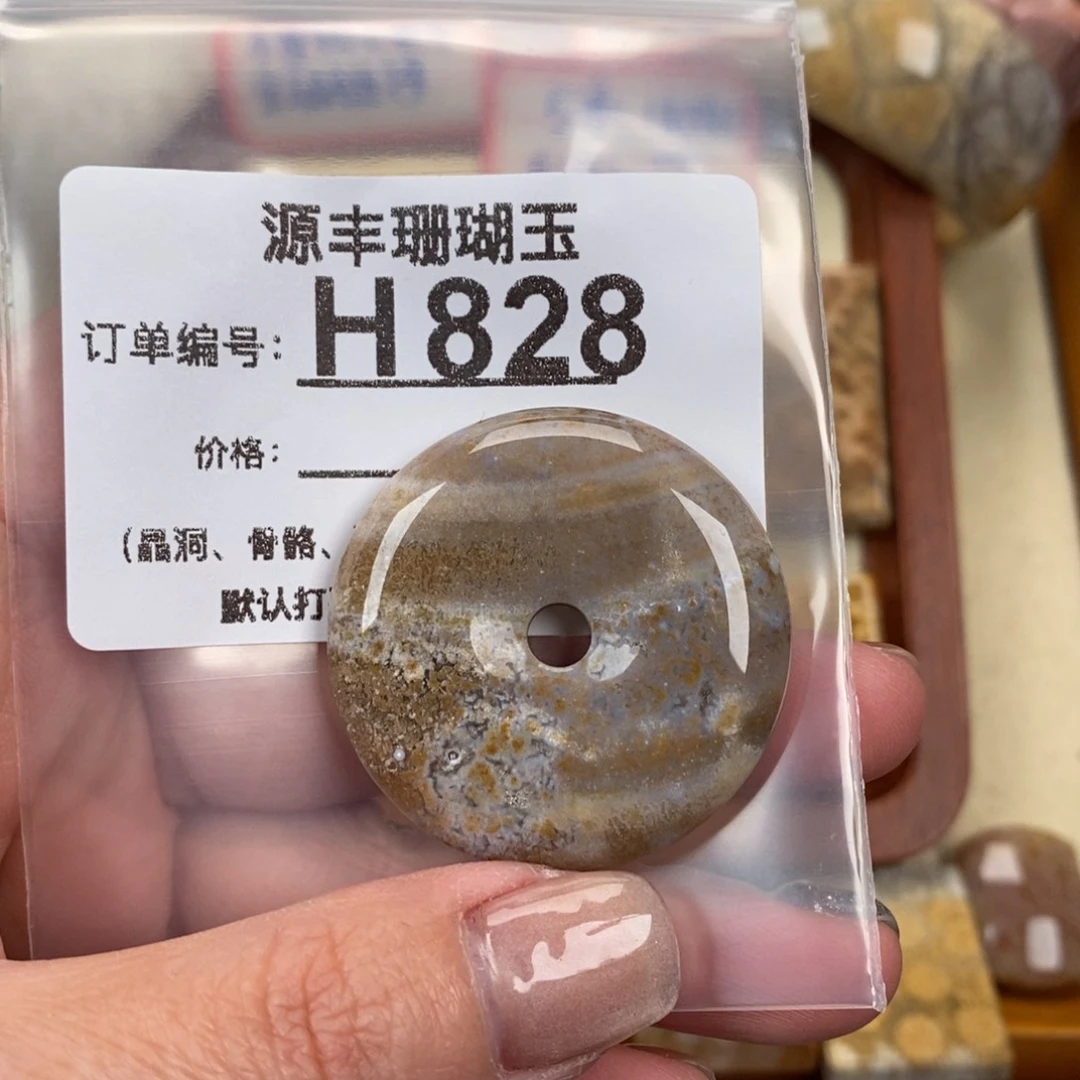 源丰珊瑚玉
订单编号: H828
价格:
(晶洞、骨骼、
默认打